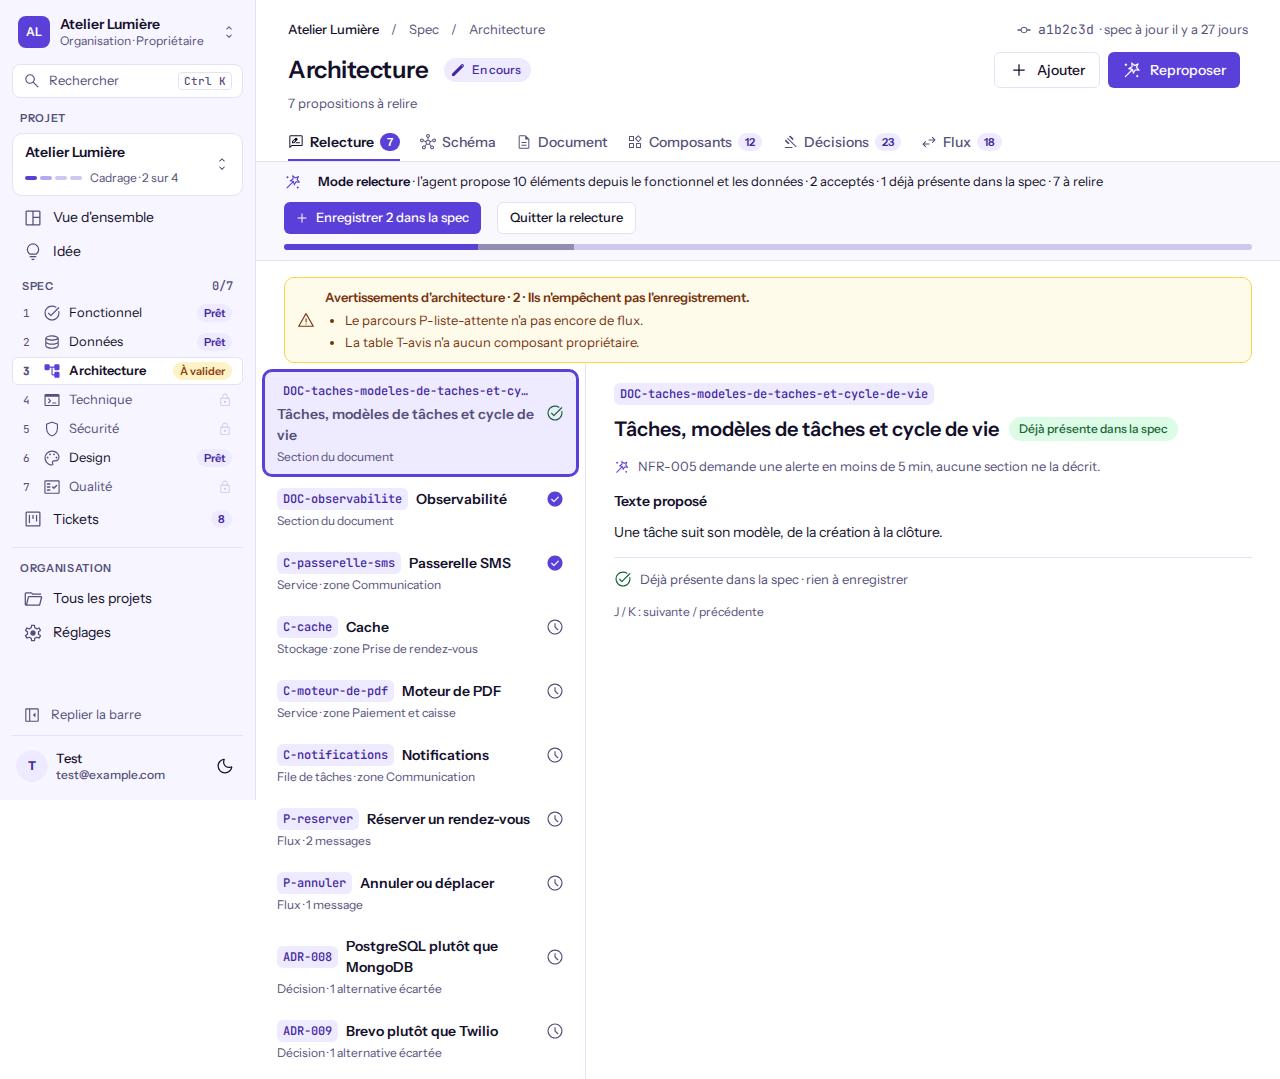 AL
Atelier Lumière
Organisation · Propriétaire
Rechercher
Ctrl K
PROJET
Atelier Lumière
Cadrage · 2 sur 4
Vue d'ensemble
Idée
SPEC 0/7
1 Fonctionnel Prêt
2 Données Prêt
3 Architecture À valider
4 Technique
5 Sécurité
6 Design Prêt
7 Qualité
Tickets 8
ORGANISATION
Tous les projets
Réglages
Replier la barre
T
Test
test@example.com
Atelier Lumière / Spec / Architecture
a1b2c3d · spec à jour il y a 27 jours
Architecture En cours
Ajouter
Reproposer
7 propositions à relire
Relecture 7
Schéma
Document
Composants 12
Décisions 23
Flux 18
Mode relecture · l'agent propose 10 éléments depuis le fonctionnel et les données · 2 acceptés · 1 déjà présente dans la spec · 7 à relire
Enregistrer 2 dans la spec
Quitter la relecture
Avertissements d'architecture · 2 · Ils n'empêchent pas l'enregistrement.
• Le parcours P-liste-attente n'a pas encore de flux.
• La table T-avis n'a aucun composant propriétaire.
DOC-taches-modeles-de-taches-et-cy…
Tâches, modèles de tâches et cycle de
vie
Section du document
DOC-observabilite Observabilité
Section du document
C-passerelle-sms Passerelle SMS
Service · zone Communication
C-cache Cache
Stockage · zone Prise de rendez-vous
C-moteur-de-pdf Moteur de PDF
Service · zone Paiement et caisse
C-notifications Notifications
File de tâches · zone Communication
P-reserver Réserver un rendez-vous
Flux · 2 messages
P-annuler Annuler ou déplacer
Flux · 1 message
ADR-008 PostgreSQL plutôt que
MongoDB
Décision · 1 alternative écartée
ADR-009 Brevo plutôt que Twilio
Décision · 1 alternative écartée
DOC-taches-modeles-de-taches-et-cycle-de-vie
Tâches, modèles de tâches et cycle de vie Déjà présente dans la spec
NFR-005 demande une alerte en moins de 5 min, aucune section ne la décrit.
Texte proposé
Une tâche suit son modèle, de la création à la clôture.
Déjà présente dans la spec · rien à enregistrer
J / K : suivante / précédente